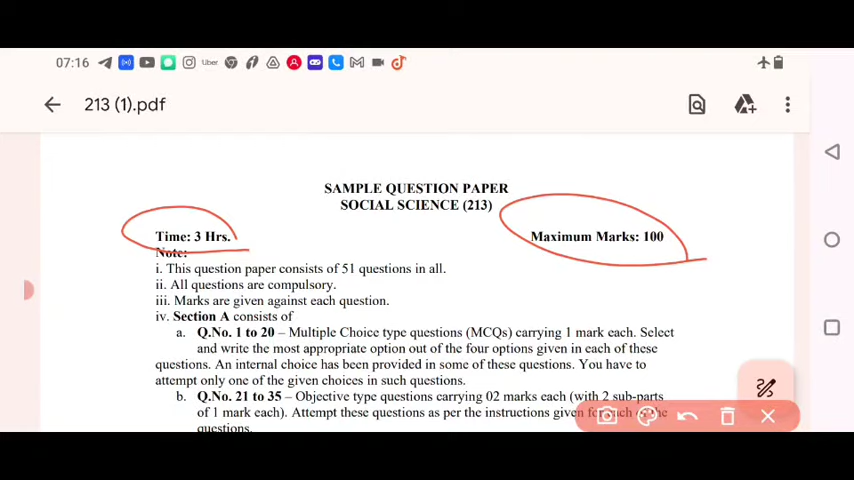 07:16
Uber
213 (1).pdf
SAMPLE QUESTION PAPER
SOCIAL SCIENCE (213)
Time: 3 Hrs. Maximum Marks: 100
Note:
i. This question paper consists of 51 questions in all.
ii. All questions are compulsory.
iii. Marks are given against each question.
iv. Section A consists of
a. Q.No. 1 to 20 – Multiple Choice type questions (MCQs) carrying 1 mark each. Select
and write the most appropriate option out of the four options given in each of these
questions. An internal choice has been provided in some of these questions. You have to
attempt only one of the given choices in such questions.
b. Q.No. 21 to 35 – Objective type questions carrying 02 marks each (with 2 sub-parts
of 1 mark each). Attempt these questions as per the instructions given for each of the
questions.